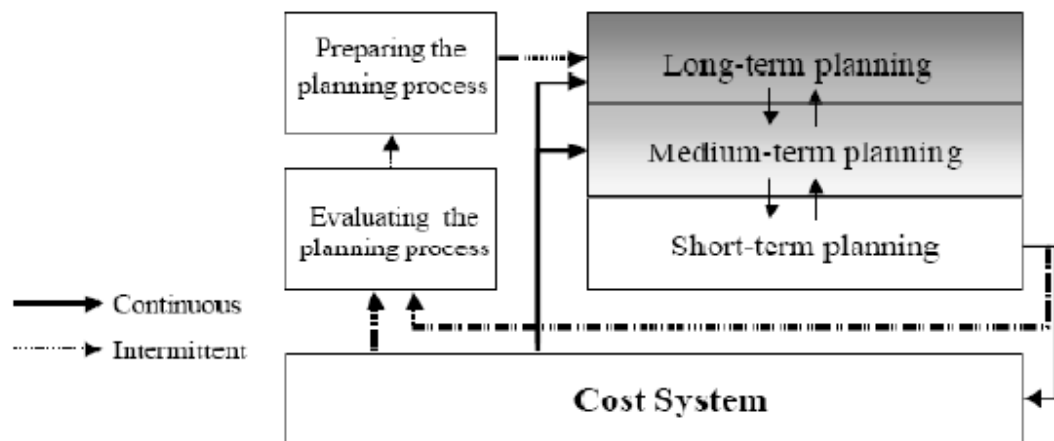 Preparing the
planning process
Long-term planning
Medium-term planning
Evaluating the
planning process
Short-term planning
Continuous
Intermittent
Cost System